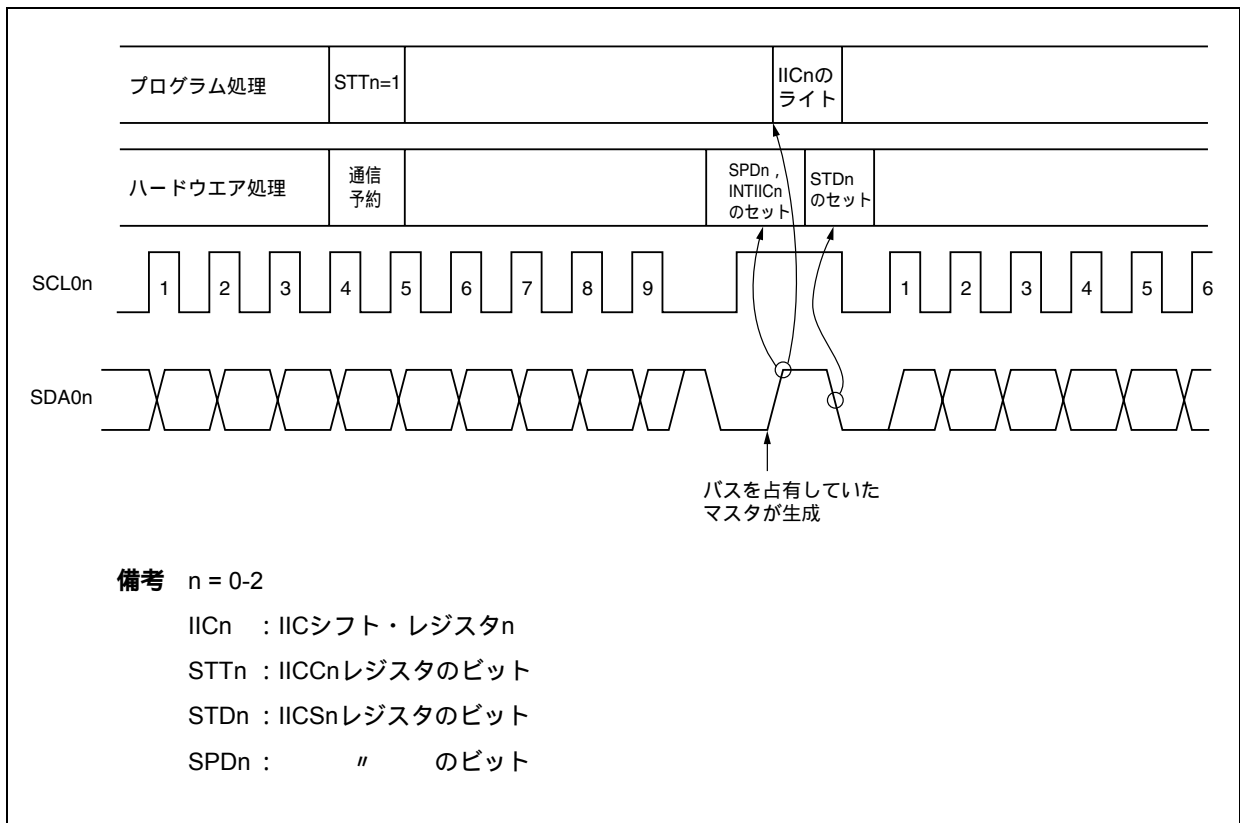 プログラム処理
STTn=1
IICnの
ライト
ハードウエア処理
通信
予約
SPDn ,
INTIICn
のセット
STDn
のセット
SCL0n
1 2 3 4 5 6 7 8 9 1 2 3 4 5 6
SDA0n
バスを占有していた
マスタが生成
備考 n = 0-2
IICn : IICシフト・レジスタn
STTn : IICCnレジスタのビット
STDn : IICSnレジスタのビット
SPDn : 〃 のビット